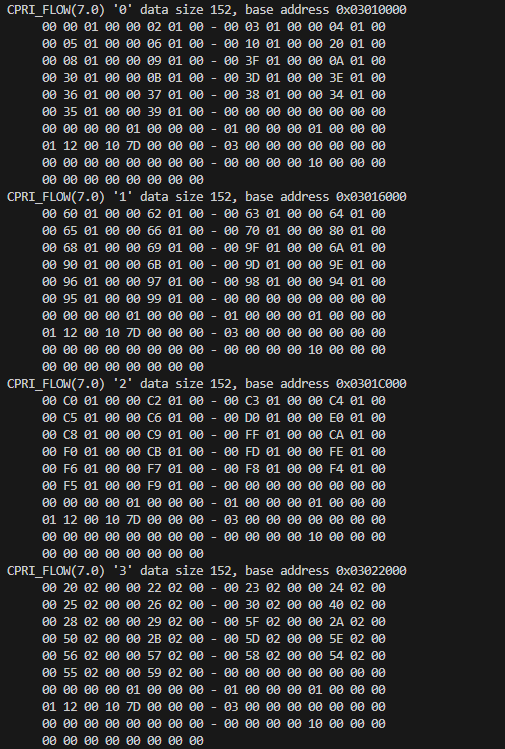 CPRI_FLOW(7.0) '0' data size 152, base address 0x03010000
00 00 01 00 00 02 01 00 - 00 03 01 00 00 04 01 00
00 05 01 00 00 06 01 00 - 00 10 01 00 00 20 01 00
00 08 01 00 00 09 01 00 - 00 3F 01 00 00 0A 01 00
00 30 01 00 00 0B 01 00 - 00 3D 01 00 00 3E 01 00
00 36 01 00 00 37 01 00 - 00 38 01 00 00 34 01 00
00 35 01 00 00 39 01 00 - 00 00 00 00 00 00 00 00
00 00 00 00 01 00 00 00 - 01 00 00 00 01 00 00 00
01 12 00 10 7D 00 00 00 - 03 00 00 00 00 00 00 00
00 00 00 00 00 00 00 00 - 00 00 00 00 10 00 00 00
00 00 00 00 00 00 00 00
CPRI_FLOW(7.0) '1' data size 152, base address 0x03016000
00 60 01 00 00 62 01 00 - 00 63 01 00 00 64 01 00
00 65 01 00 00 66 01 00 - 00 70 01 00 00 80 01 00
00 68 01 00 00 69 01 00 - 00 9F 01 00 00 6A 01 00
00 90 01 00 00 6B 01 00 - 00 9D 01 00 00 9E 01 00
00 96 01 00 00 97 01 00 - 00 98 01 00 00 94 01 00
00 95 01 00 00 99 01 00 - 00 00 00 00 00 00 00 00
00 00 00 00 01 00 00 00 - 01 00 00 00 01 00 00 00
01 12 00 10 7D 00 00 00 - 03 00 00 00 00 00 00 00
00 00 00 00 00 00 00 00 - 00 00 00 00 10 00 00 00
00 00 00 00 00 00 00 00
CPRI_FLOW(7.0) '2' data size 152, base address 0x0301C000
00 C0 01 00 00 C2 01 00 - 00 C3 01 00 00 C4 01 00
00 C5 01 00 00 C6 01 00 - 00 D0 01 00 00 E0 01 00
00 C8 01 00 00 C9 01 00 - 00 FF 01 00 00 CA 01 00
00 F0 01 00 00 CB 01 00 - 00 FD 01 00 00 FE 01 00
00 F6 01 00 00 F7 01 00 - 00 F8 01 00 00 F4 01 00
00 F5 01 00 00 F9 01 00 - 00 00 00 00 00 00 00 00
00 00 00 00 01 00 00 00 - 01 00 00 00 01 00 00 00
01 12 00 10 7D 00 00 00 - 03 00 00 00 00 00 00 00
00 00 00 00 00 00 00 00 - 00 00 00 00 10 00 00 00
00 00 00 00 00 00 00 00
CPRI_FLOW(7.0) '3' data size 152, base address 0x03022000
00 20 02 00 00 22 02 00 - 00 23 02 00 00 24 02 00
00 25 02 00 00 26 02 00 - 00 30 02 00 00 40 02 00
00 28 02 00 00 29 02 00 - 00 5F 02 00 00 2A 02 00
00 50 02 00 00 2B 02 00 - 00 5D 02 00 00 5E 02 00
00 56 02 00 00 57 02 00 - 00 58 02 00 00 54 02 00
00 55 02 00 00 59 02 00 - 00 00 00 00 00 00 00 00
00 00 00 00 01 00 00 00 - 01 00 00 00 01 00 00 00
01 12 00 10 7D 00 00 00 - 03 00 00 00 00 00 00 00
00 00 00 00 00 00 00 00 - 00 00 00 00 10 00 00 00
00 00 00 00 00 00 00 00